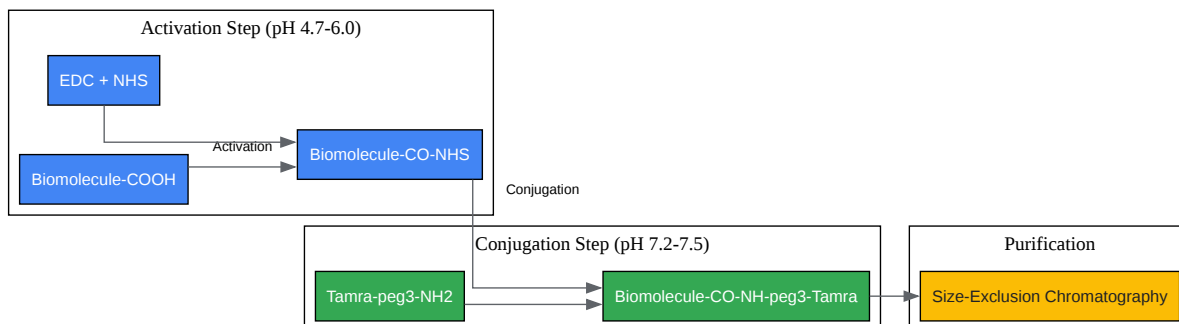 Activation Step (pH 4.7-6.0)
EDC + NHS
Activation
Biomolecule-COOH
Biomolecule-CO-NHS
Conjugation
Conjugation Step (pH 7.2-7.5)
Tamra-peg3-NH2
Biomolecule-CO-NH-peg3-Tamra
Purification
Size-Exclusion Chromatography